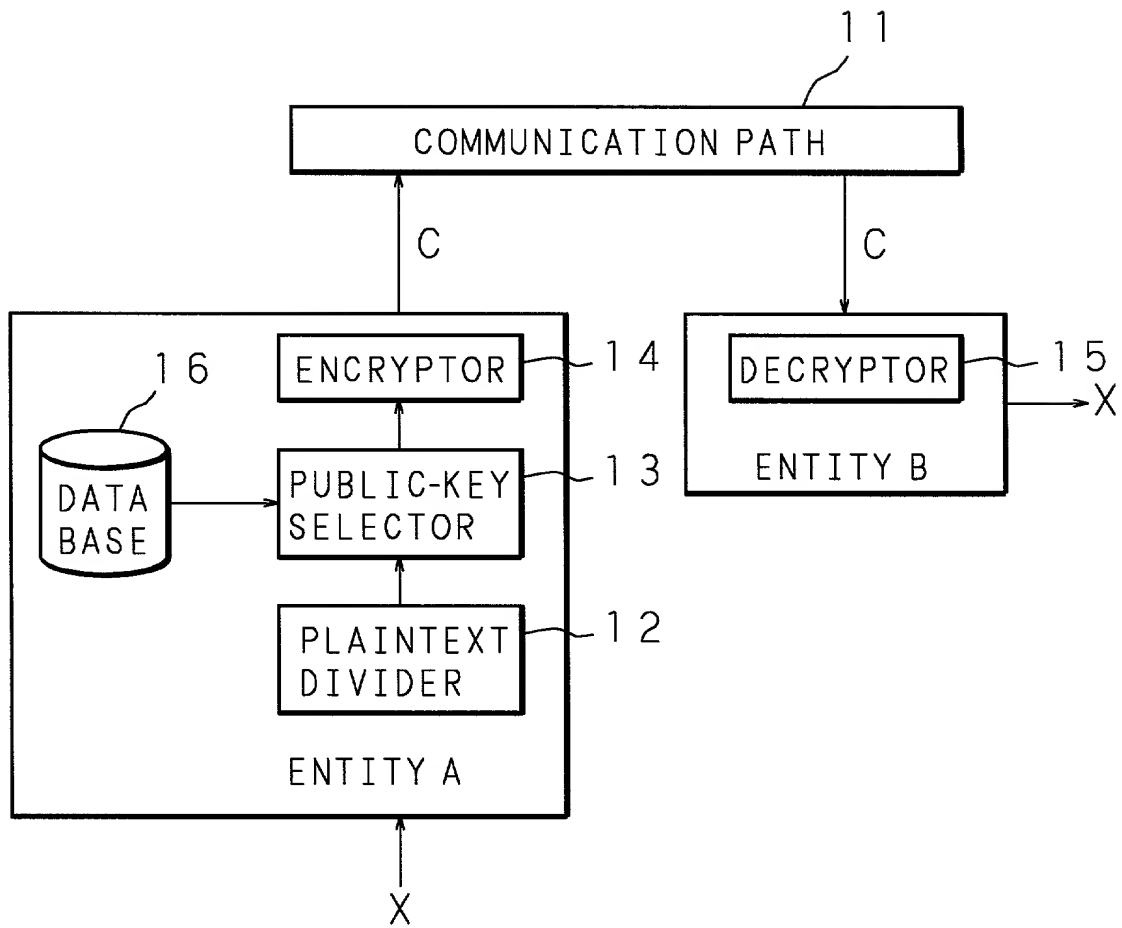 11
COMMUNICATION PATH
C
C
ENCRYPTOR
14
16
DECRYPTOR
15
X
DATA
BASE
PUBLIC-KEY
SELECTOR
13
ENTITY B
PLAINTEXT
DIVIDER
12
ENTITY A
X